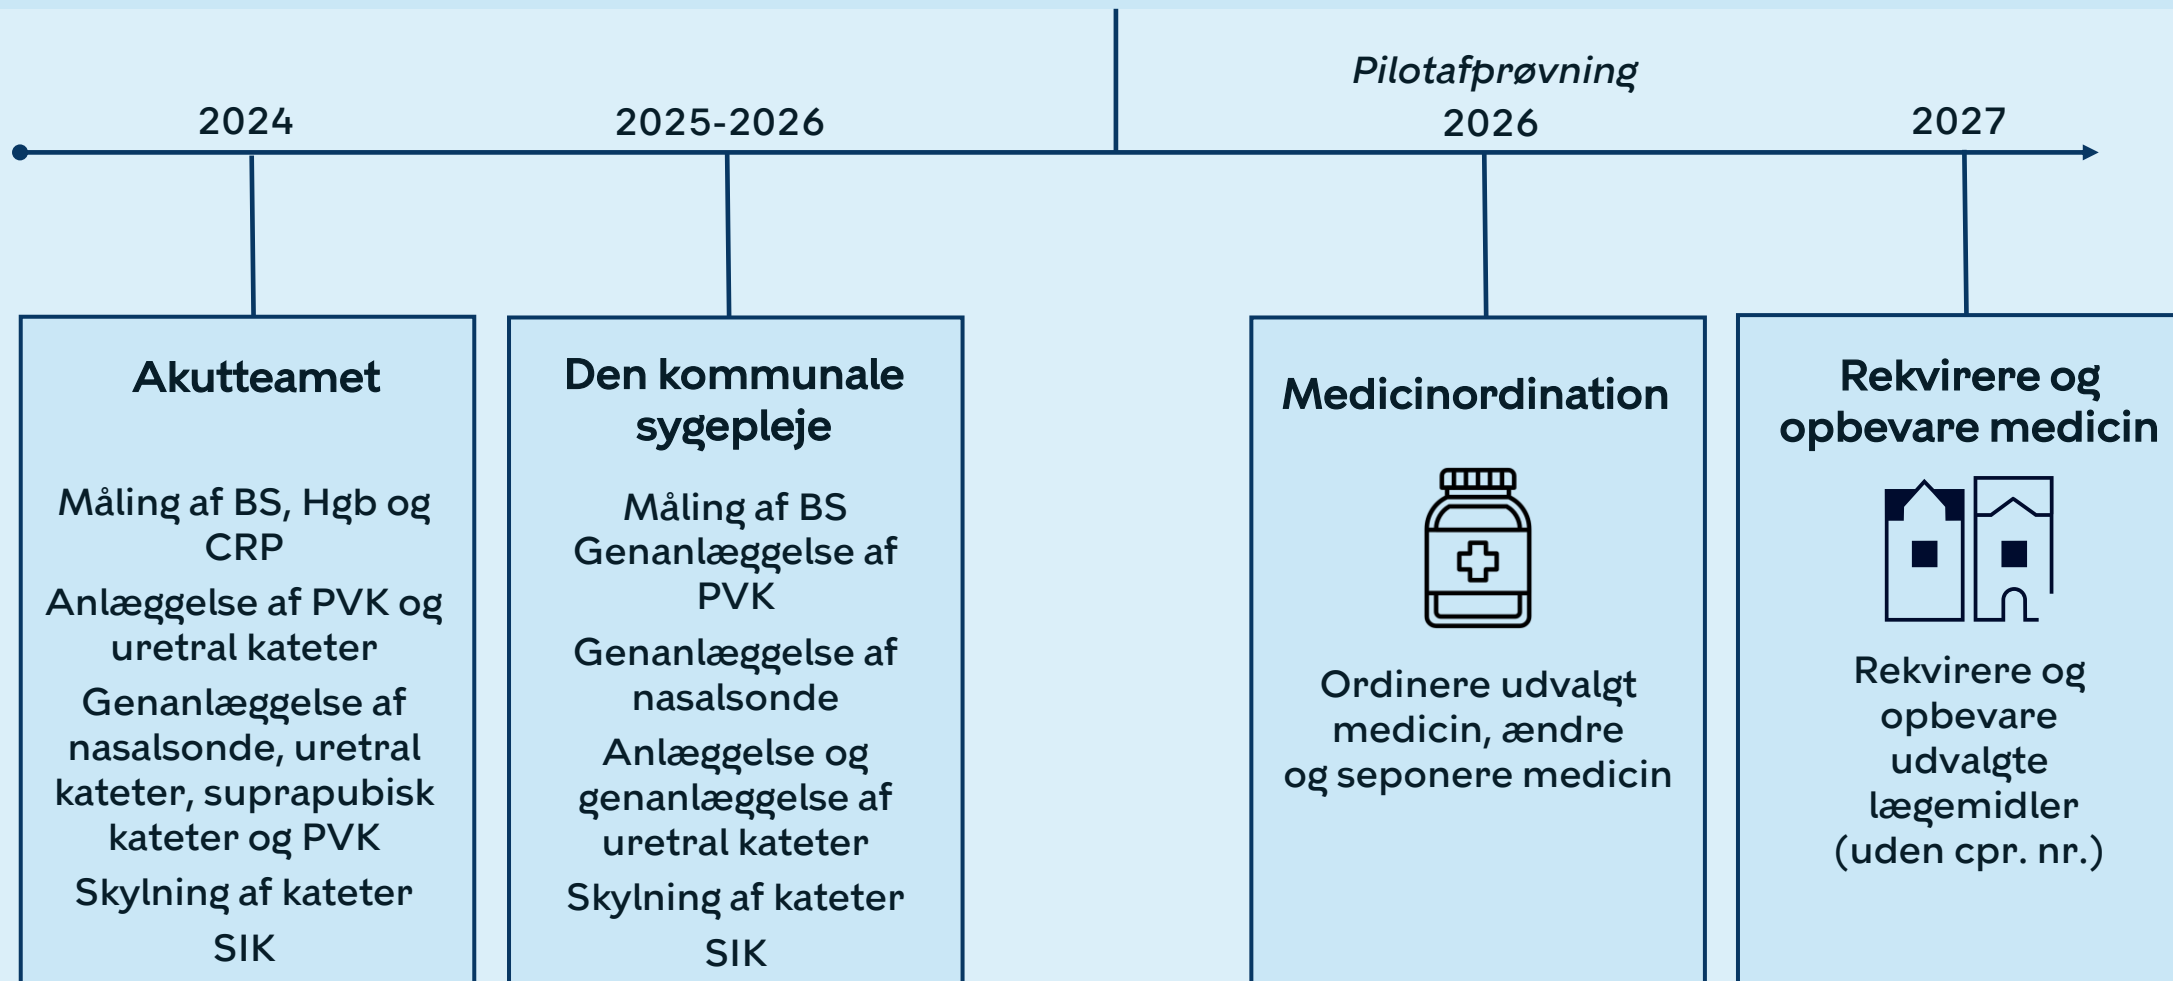 2024
2025-2026
Pilotafprøvning
2026
2027
Akutteamet
Måling af BS, Hgb og
CRP
Anlæggelse af PVK og
uretral kateter
Genanlæggelse af
nasalsonde, uretral
kateter, suprapubisk
kateter og PVK
Skylning af kateter
SIK
Den kommunale
sygepleje
Måling af BS
Genanlæggelse af
PVK
Genanlæggelse af
nasalsonde
Anlæggelse og
genanlæggelse af
uretral kateter
Skylning af kateter
SIK
Medicinordination
Ordinere udvalgt
medicin, ændre
og seponere medicin
Rekvirere og
opbevare medicin
Rekvirere og
opbevare
udvalgte
lægemidler
(uden cpr. nr.)